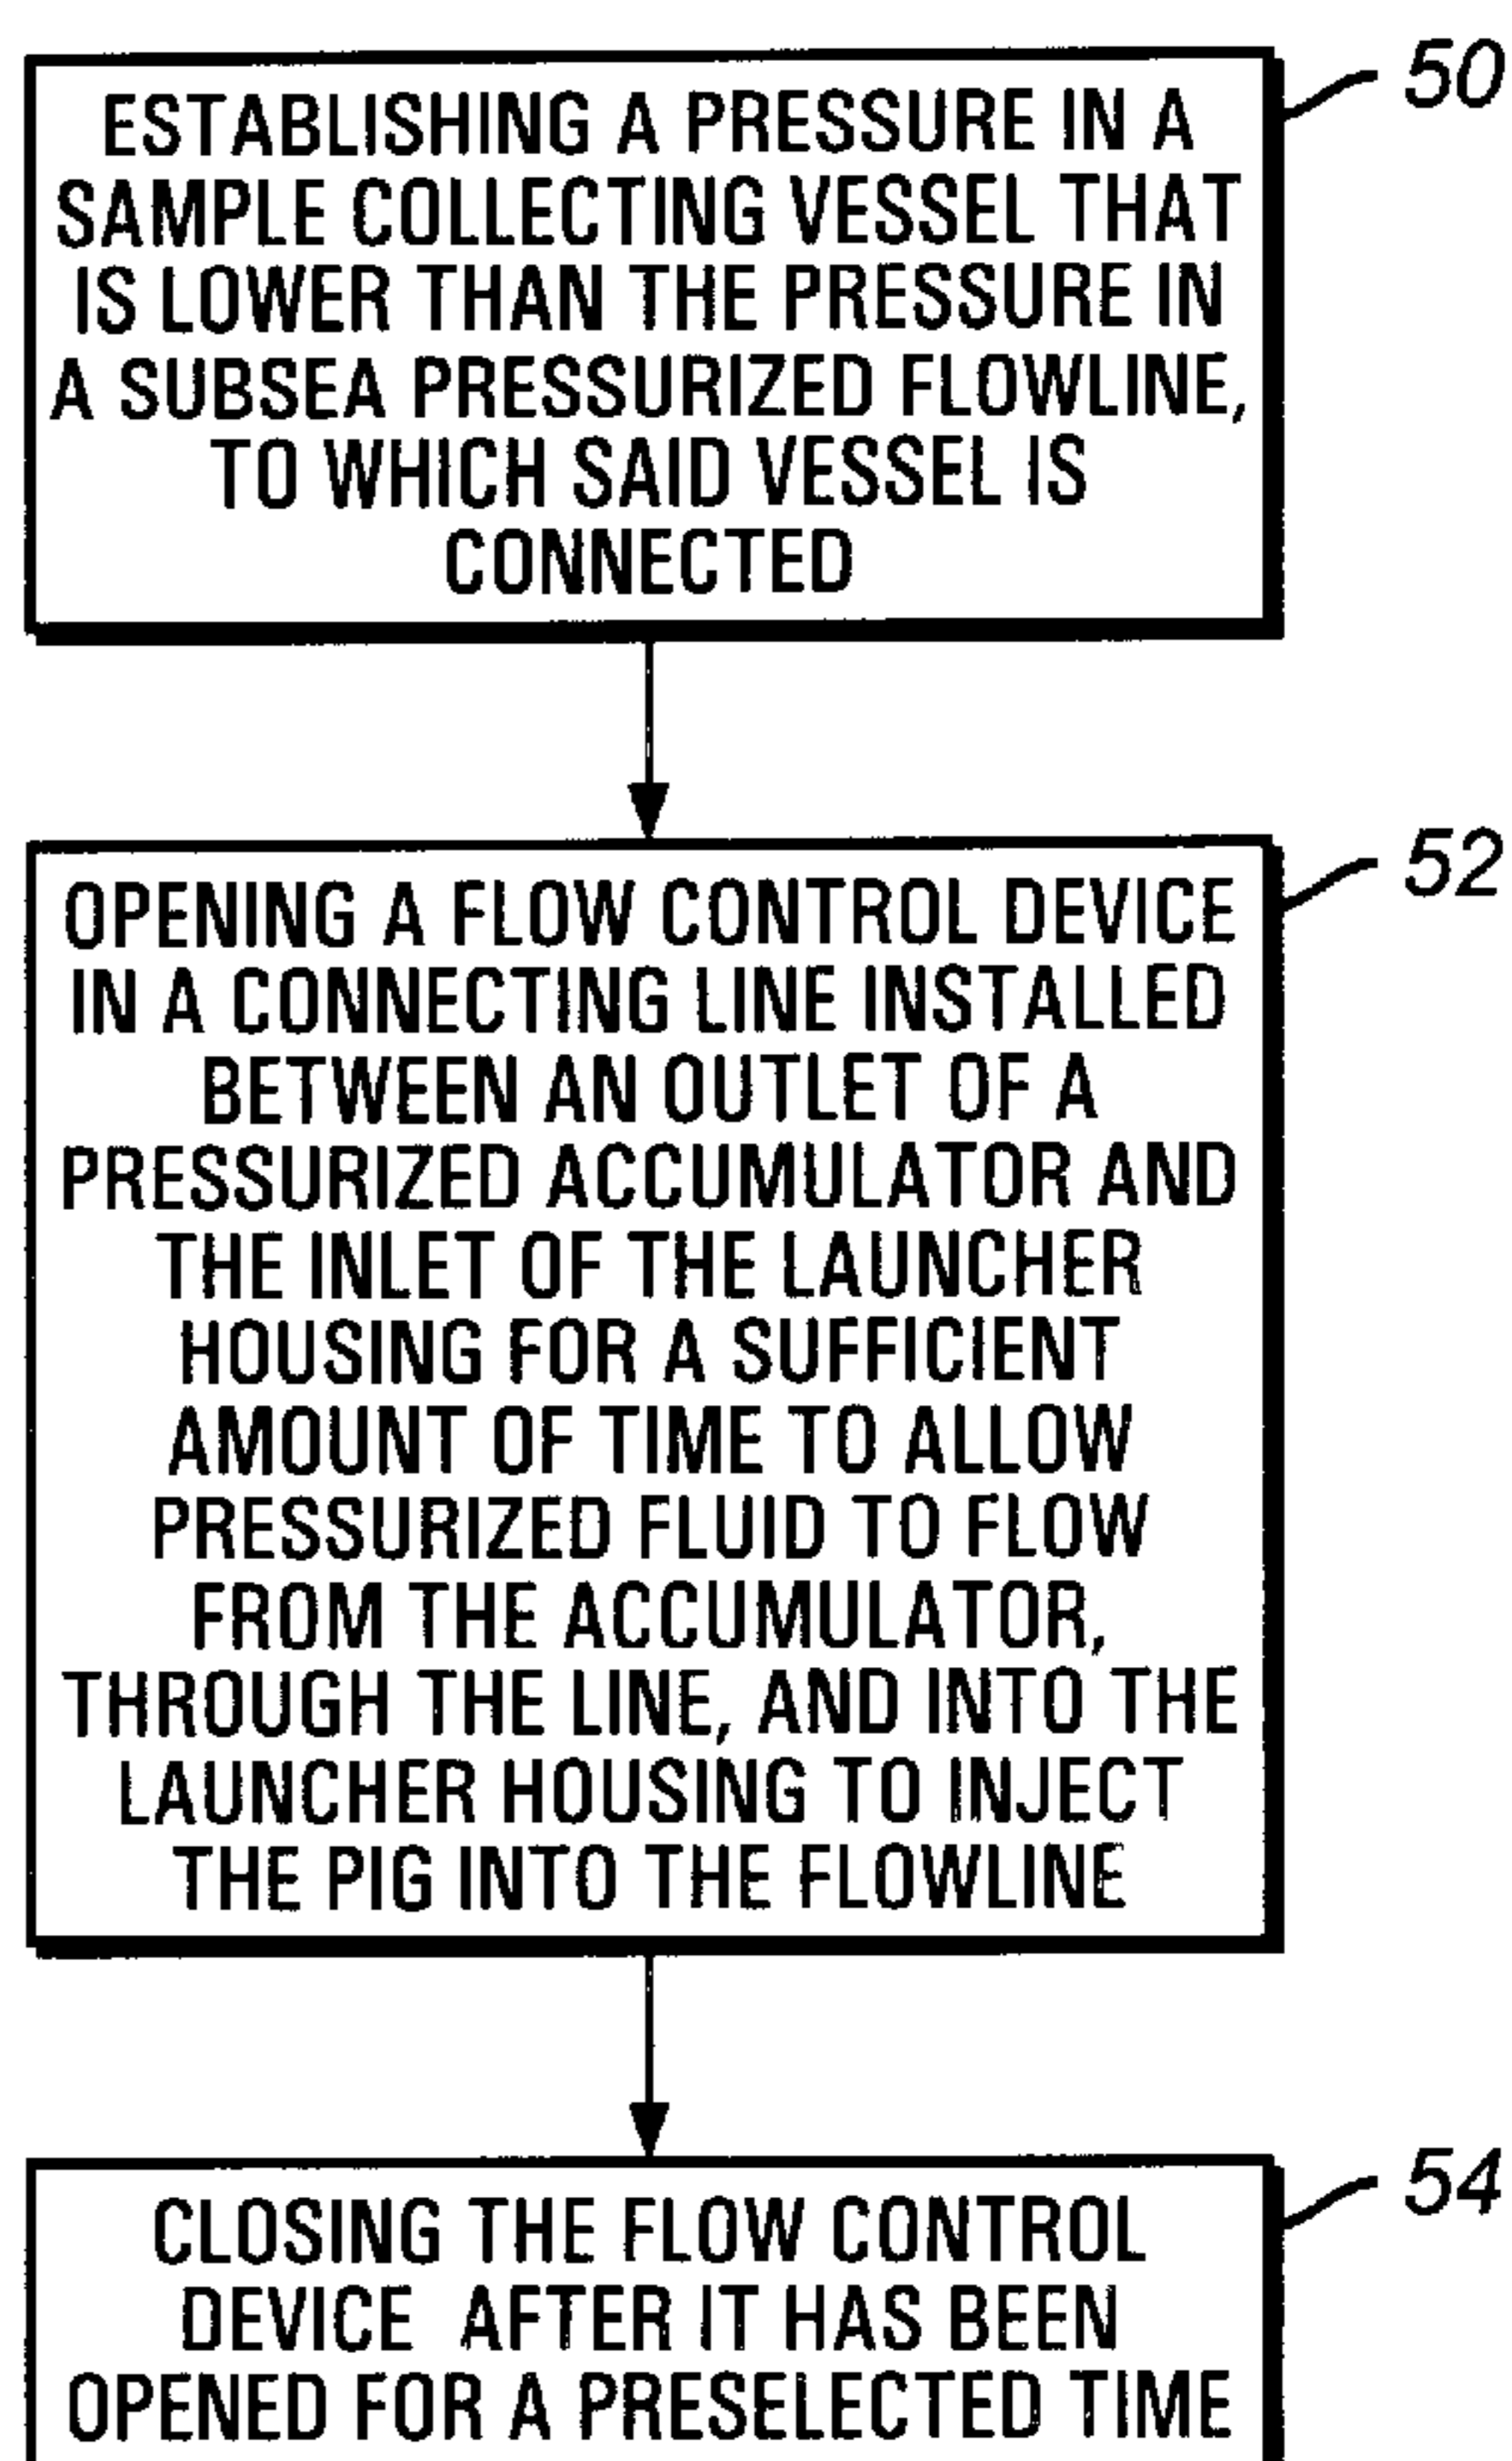 50
ESTABLISHING A PRESSURE IN A
SAMPLE COLLECTING VESSEL THAT
IS LOWER THAN THE PRESSURE IN
A SUBSEA PRESSURIZED FLOWLINE,
TO WHICH SAID VESSEL IS
CONNECTED
52
OPENING A FLOW CONTROL DEVICE
IN A CONNECTING LINE INSTALLED
BETWEEN AN OUTLET OF A
PRESSURIZED ACCUMULATOR AND
THE INLET OF THE LAUNCHER
HOUSING FOR A SUFFICIENT
AMOUNT OF TIME TO ALLOW
PRESSURIZED FLUID TO FLOW
FROM THE ACCUMULATOR,
THROUGH THE LINE, AND INTO THE
LAUNCHER HOUSING TO INJECT
THE PIG INTO THE FLOWLINE
54
CLOSING THE FLOW CONTROL
DEVICE AFTER IT HAS BEEN
OPENED FOR A PRESELECTED TIME